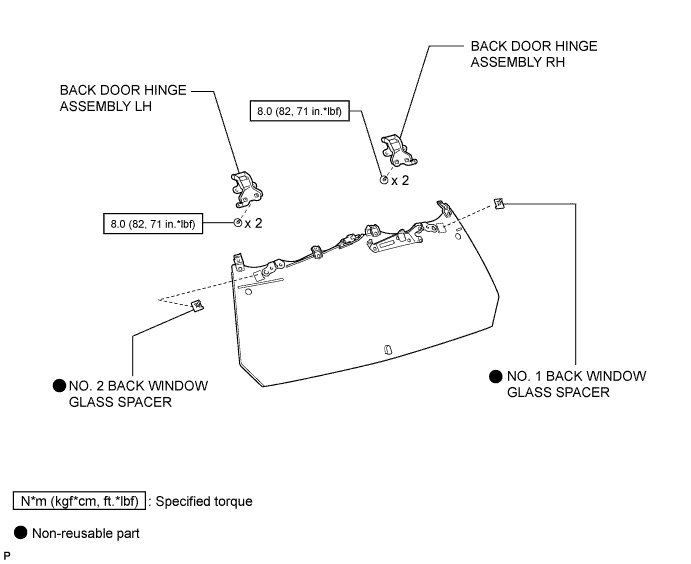 BACK DOOR HINGE
ASSEMBLY RH
BACK DOOR HINGE
ASSEMBLY LH
8.0 (82, 71 in.*lbf)
x 2
8.0 (82, 71 in.*lbf)
x 2
NO. 2 BACK WINDOW
GLASS SPACER
NO. 1 BACK WINDOW
GLASS SPACER
N*m (kgf*cm, ft.*lbf) : Specified torque
Non-reusable part
P